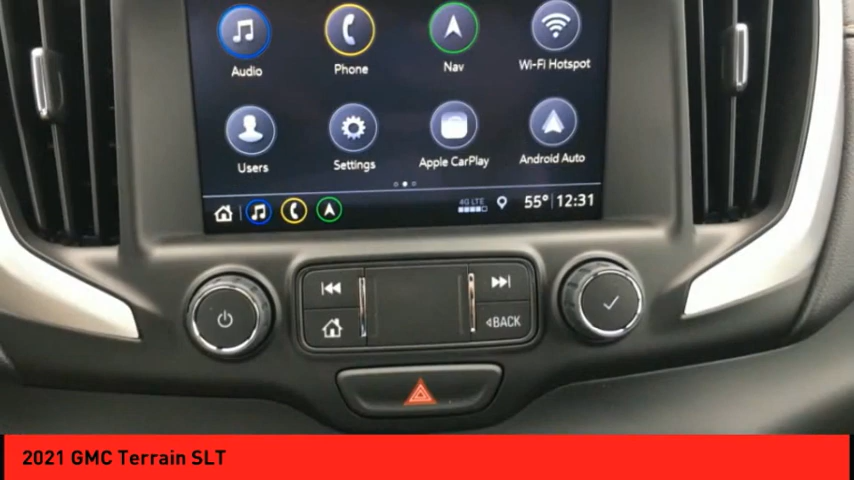 Audio Phone Nav Wi-Fi Hotspot
Users Settings Apple CarPlay Android Auto
4G LTE 55° 12:31
BACK
2021 GMC Terrain SLT